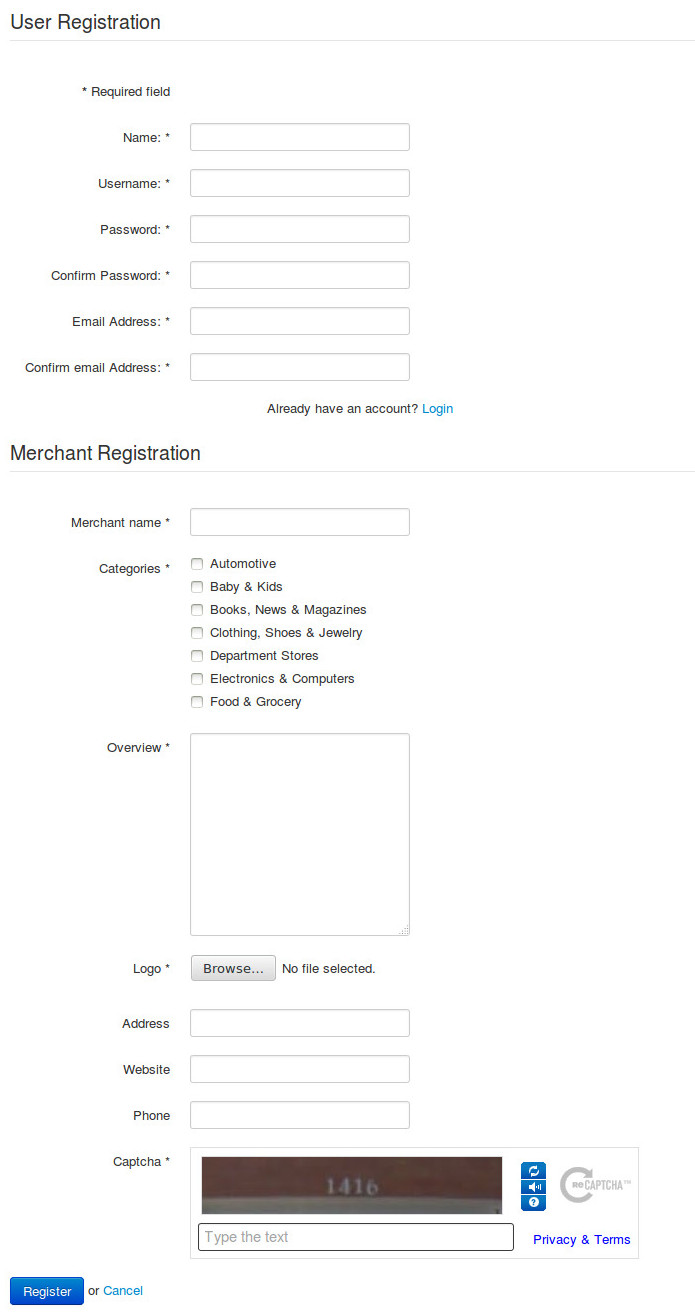 User Registration
* Required field
Name: *
Username: *
Password: *
Confirm Password: *
Email Address: *
Confirm email Address: *
Already have an account? Login
Merchant Registration
Merchant name *
Categories *
Automotive
Baby & Kids
Books, News & Magazines
Clothing, Shoes & Jewelry
Department Stores
Electronics & Computers
Food & Grocery
Overview *
Logo *
Browse... No file selected.
Address
Website
Phone
Captcha *
1416
reCAPTCHA™
Type the text
Privacy & Terms
Register or Cancel